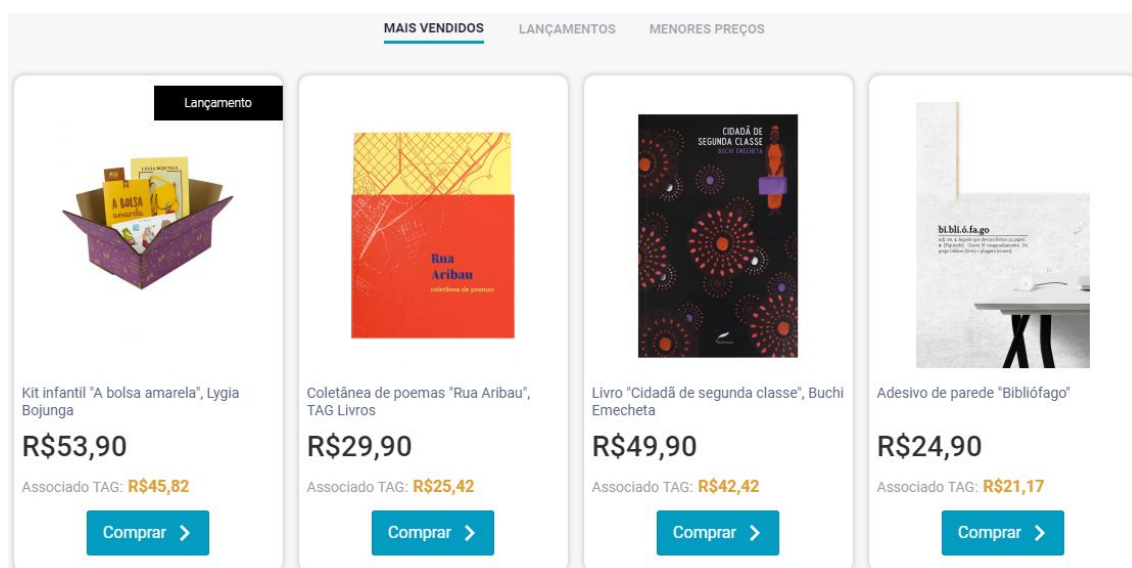 MAIS VENDIDOS LANÇAMENTOS MENORES PREÇOS
Lançamento
LYGIA BOJUNGA
A BOLSA
amarela
Kit infantil "A bolsa amarela", Lygia
Bojunga
R$53,90
Associado TAG: R$45,82
Comprar
Rua
Aribau
coletânea de poemas
Coletânea de poemas "Rua Aribau",
TAG Livros
R$29,90
Associado TAG: R$25,42
Comprar
CIDADÃ DE
SEGUNDA CLASSE
BUCHI EMECHETA
Livro "Cidadã de segunda classe", Buchi
Emecheta
R$49,90
Associado TAG: R$42,42
Comprar
bi.bli.ó.fa.go
Adesivo de parede "Bibliófago"
R$24,90
Associado TAG: R$21,17
Comprar